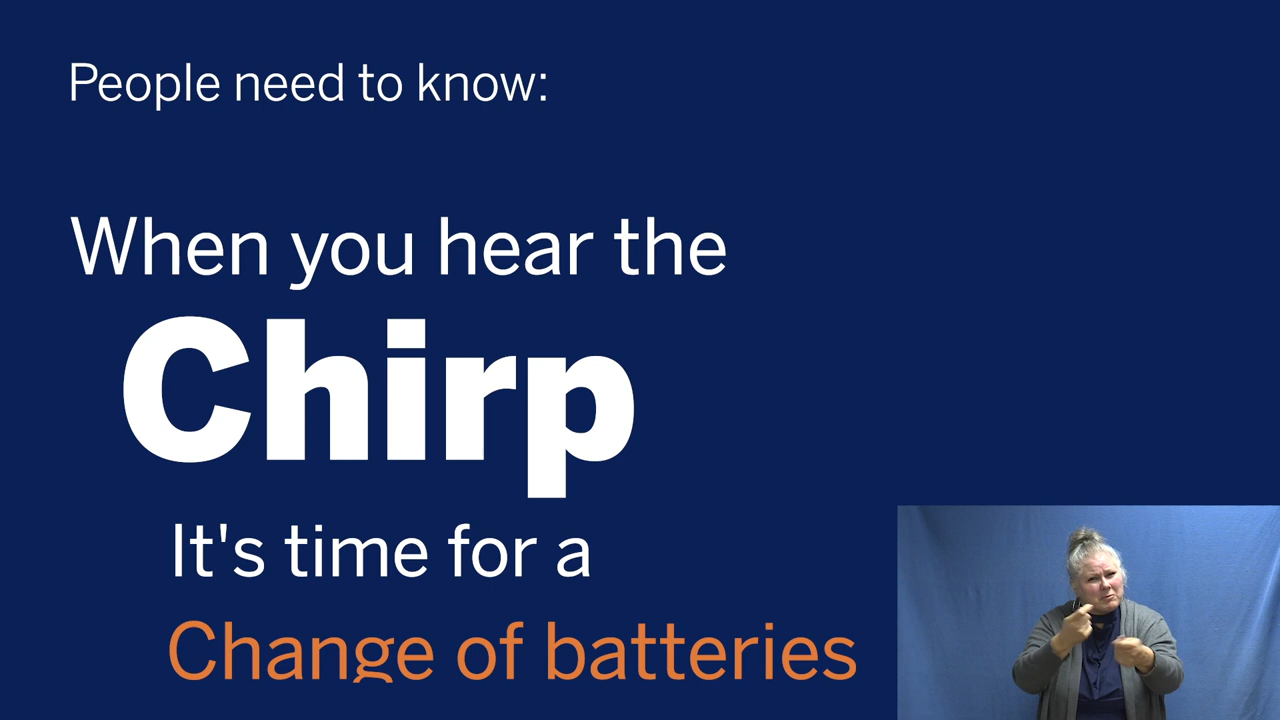 People need to know:
When you hear the
Chirp
It's time for a
Change of batteries